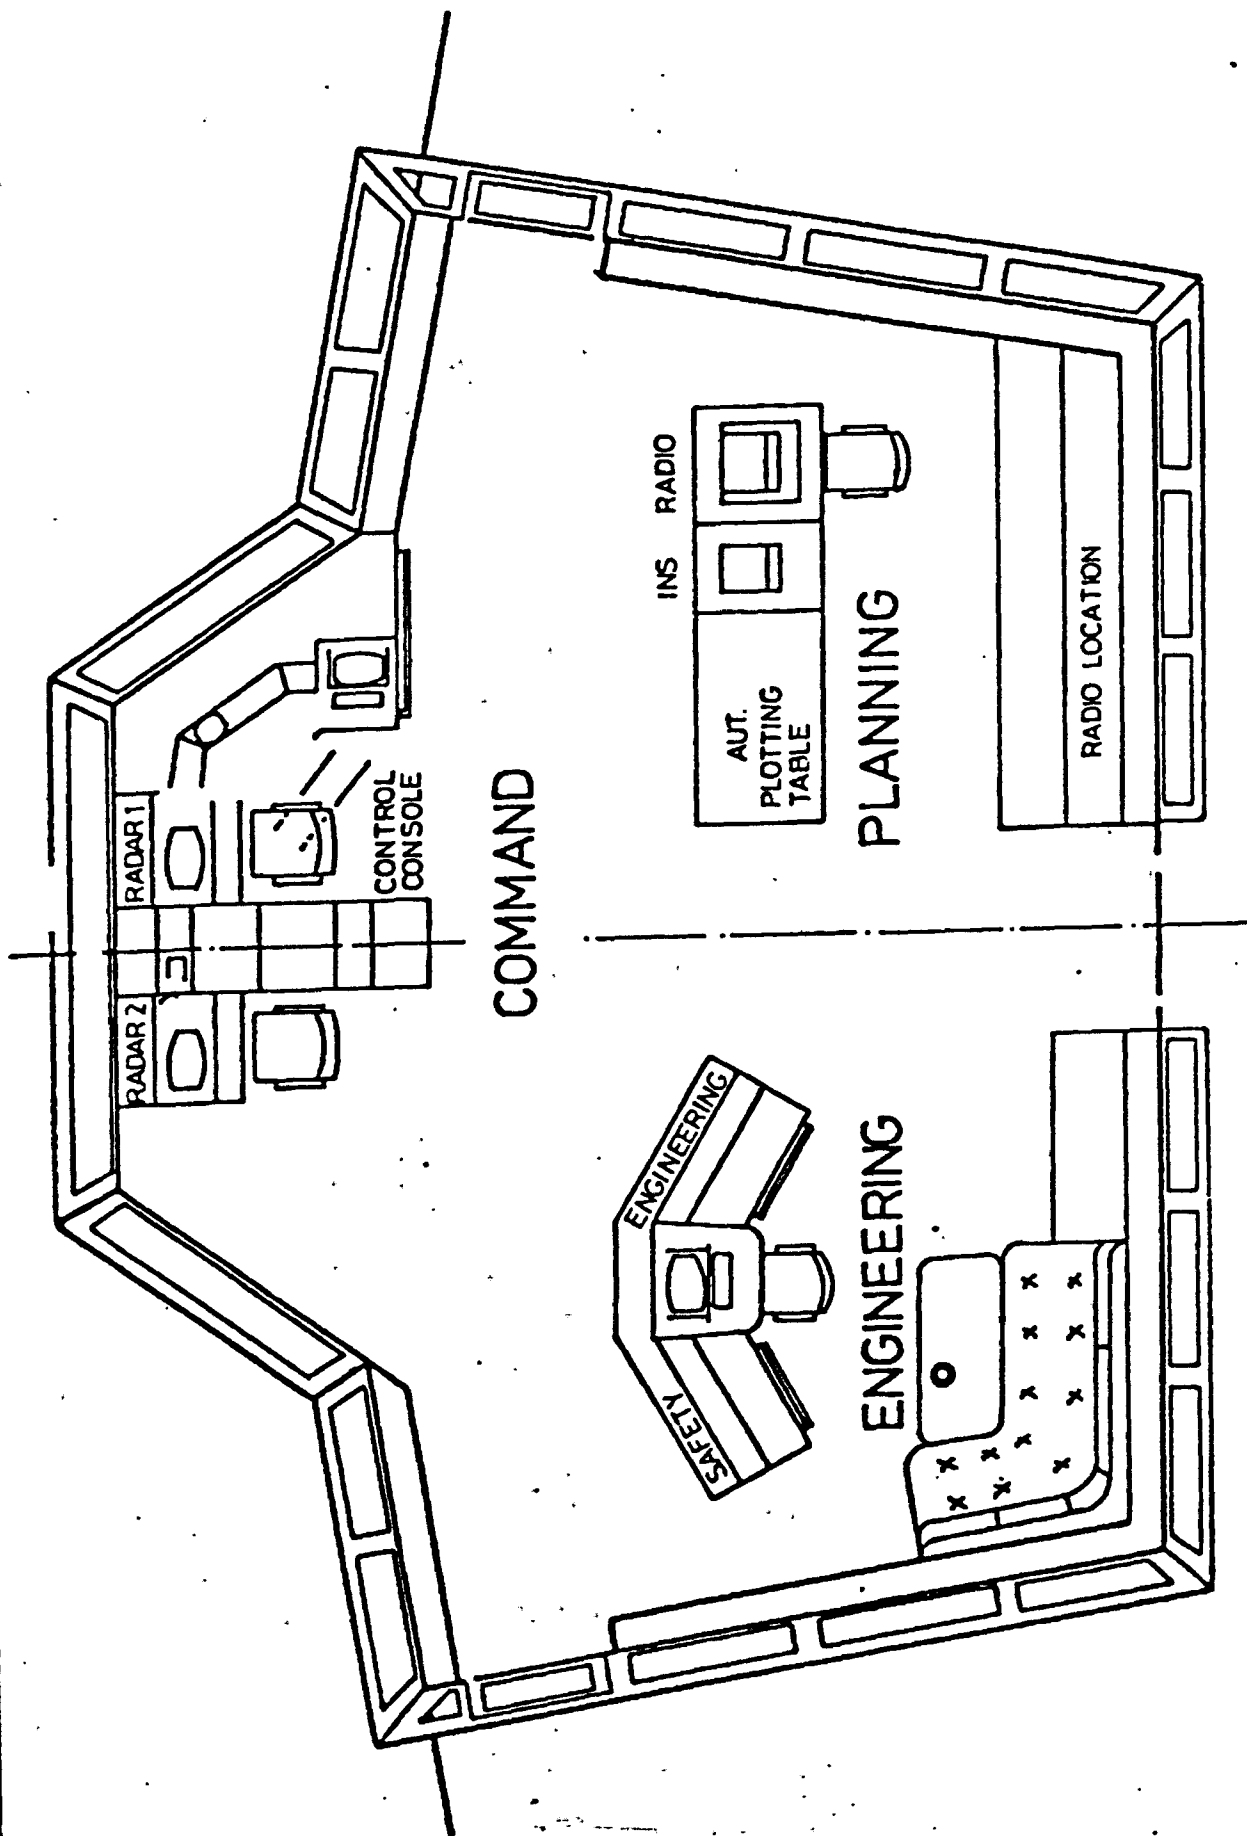 RADAR 2
RADAR 1
CONTROL
CONSOLE
COMMAND
SAFETY
ENGINEERING
INS
RADIO
AUT.
PLOTTING
TABLE
ENGINEERING
PLANNING
RADIO LOCATION